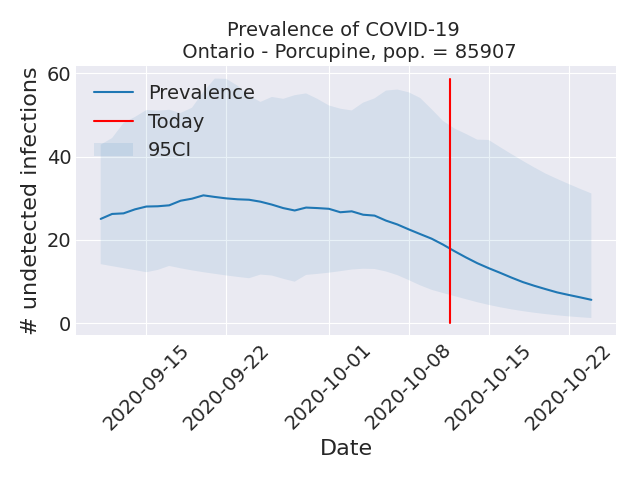 Prevalence of COVID-19
Ontario - Porcupine, pop. = 85907
# undetected infections
60
40
20
0
Prevalence
Today
95CI
2020-09-15
2020-09-22
2020-10-01
2020-10-08
2020-10-15
2020-10-22
Date